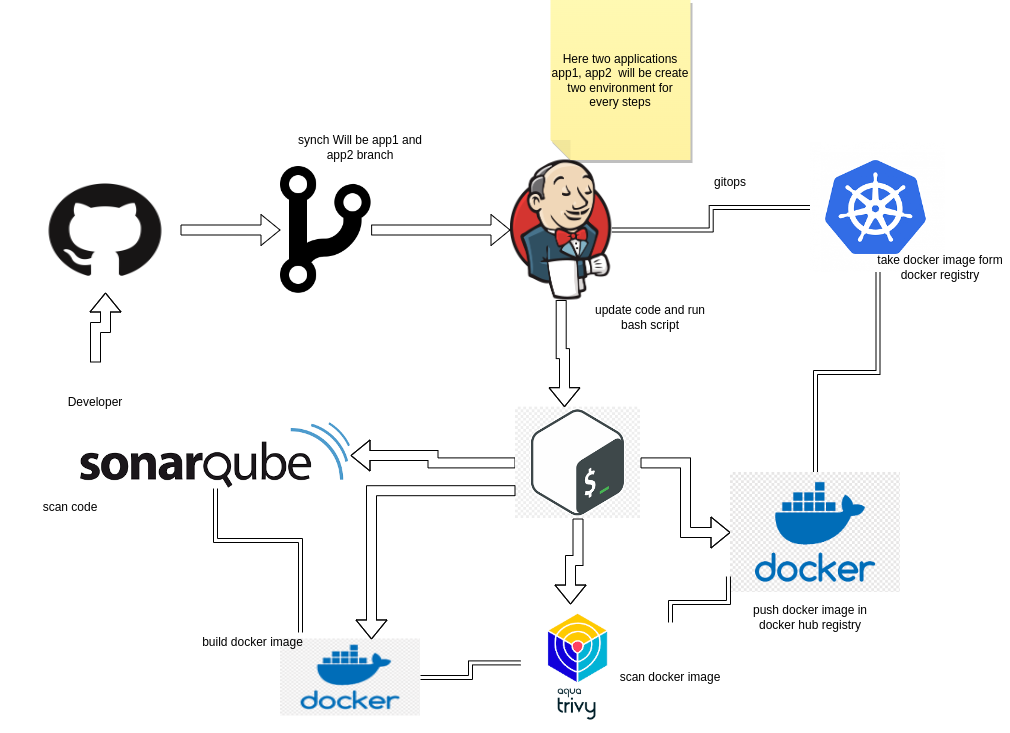 Here two applications
app1, app2 will be create
two environment for
every steps
synch Will be app1 and
app2 branch
gitops
take docker image form
docker registry
update code and run
bash script
Developer
sonarqube
$_
scan code
docker
push docker image in
docker hub registry
build docker image
docker
scan docker image
aqua
trivy